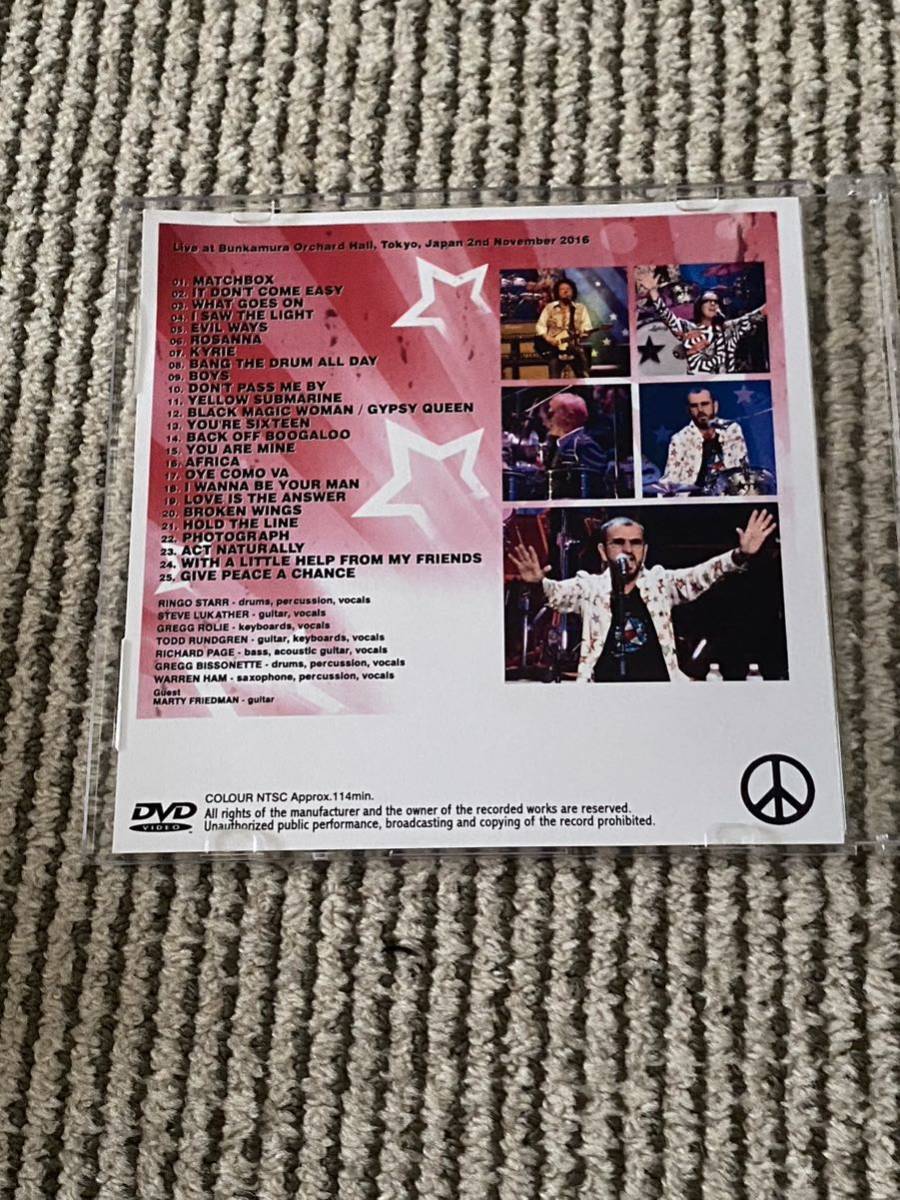 Live at Bunkamura Orchard Hall, Tokyo, Japan 2nd November 2016
01. MATCHBOX
02. IT DON'T COME EASY
03. WHAT GOES ON
04. I SAW THE LIGHT
05. EVIL WAYS
06. ROSANNA
07. KYRIE
08. BANG THE DRUM ALL DAY
09. BOYS
10. DON'T PASS ME BY
11. YELLOW SUBMARINE
12. BLACK MAGIC WOMAN / GYPSY QUEEN
13. YOU'RE SIXTEEN
14. BACK OFF BOOGALOO
15. YOU ARE MINE
16. AFRICA
17. OYE COMO VA
18. I WANNA BE YOUR MAN
19. LOVE IS THE ANSWER
20. BROKEN WINGS
21. HOLD THE LINE
22. PHOTOGRAPH
23. ACT NATURALLY
24. WITH A LITTLE HELP FROM MY FRIENDS
25. GIVE PEACE A CHANCE
RINGO STARR - drums, percussion, vocals
STEVE LUKATHER - guitar, vocals
GREGG ROLIE - keyboards, vocals
TODD RUNDGREN - guitar, keyboards, vocals
RICHARD PAGE - bass, acoustic guitar, vocals
GREGG BISSONETTE - drums, percussion, vocals
WARREN HAM - saxophone, percussion, vocals
Guest
MARTY FRIEDMAN - guitar
DVD
VIDEO
COLOUR NTSC Approx.114min.
All rights of the manufacturer and the owner of the recorded works are reserved.
Unauthorized public performance, broadcasting and copying of the record prohibited.